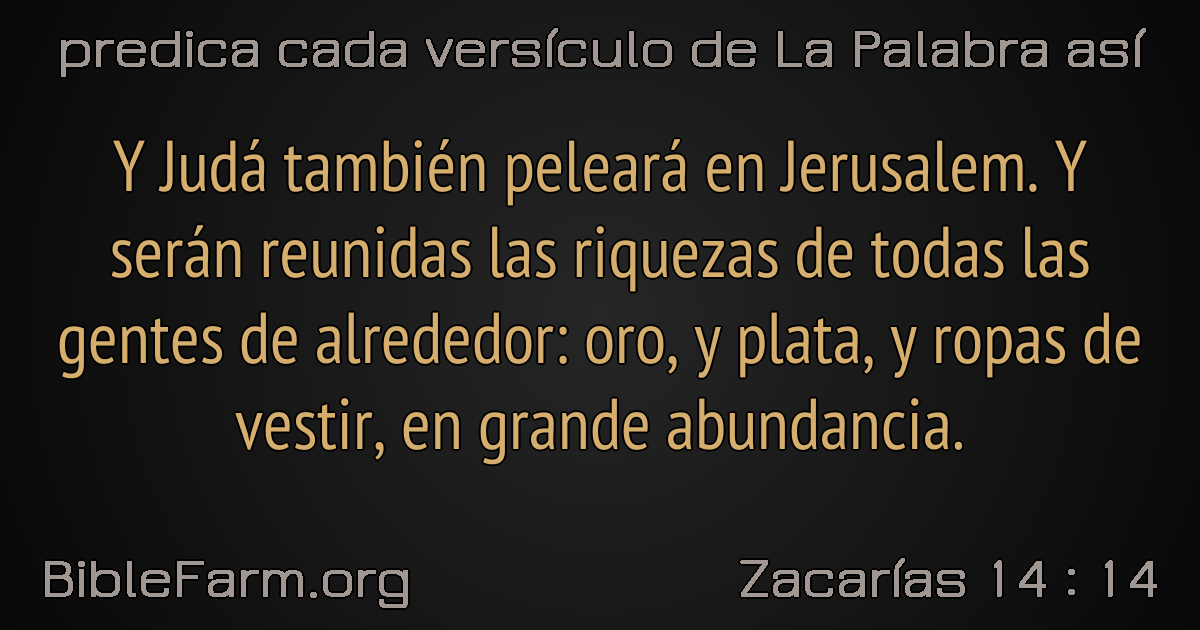 predica cada versículo de La Palabra así
Y Judá también peleará en Jerusalem. Y
serán reunidas las riquezas de todas las
gentes de alrededor: oro, y plata, y ropas de
vestir, en grande abundancia.
BibleFarm.org
Zacarías 14 : 14